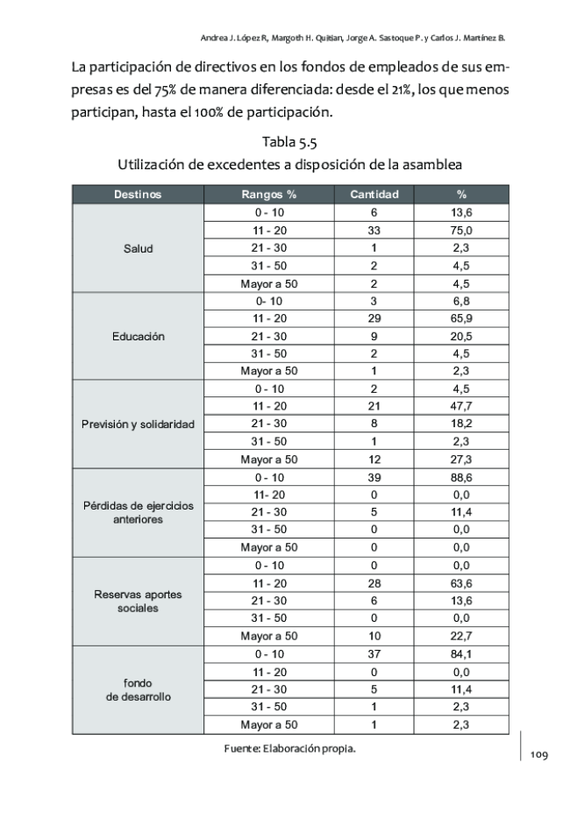 Andrea J. López R, Margoth H. Quitian, Jorge A. Sastoque P. y Carlos J. Martínez B.
La participación de directivos en los fondos de empleados de sus em-
presas es del 75% de manera diferenciada: desde el 21%, los que menos
participan, hasta el 100% de participación.
Tabla 5.5
Utilización de excedentes a disposición de la asamblea
Destinos Rangos % Cantidad %
Salud
0 - 10 6 13,6
11 - 20 33 75,0
21 - 30 1 2,3
31 - 50 2 4,5
Mayor a 50 2 4,5
Educación
0- 10 3 6,8
11 - 20 29 65,9
21 - 30 9 20,5
31 - 50 2 4,5
Mayor a 50 1 2,3
Previsión y solidaridad
0 - 10 2 4,5
11 - 20 21 47,7
21 - 30 8 18,2
31 - 50 1 2,3
Mayor a 50 12 27,3
Pérdidas de ejercicios
anteriores
0 - 10 39 88,6
11- 20 0 0,0
21 - 30 5 11,4
31 - 50 0 0,0
Mayor a 50 0 0,0
Reservas aportes
sociales
0 - 10 0 0,0
11 - 20 28 63,6
21 - 30 6 13,6
31 - 50 0 0,0
Mayor a 50 10 22,7
fondo
de desarrollo
0 - 10 37 84,1
11 - 20 0 0,0
21 - 30 5 11,4
31 - 50 1 2,3
Mayor a 50 1 2,3
Fuente: Elaboración propia.
109